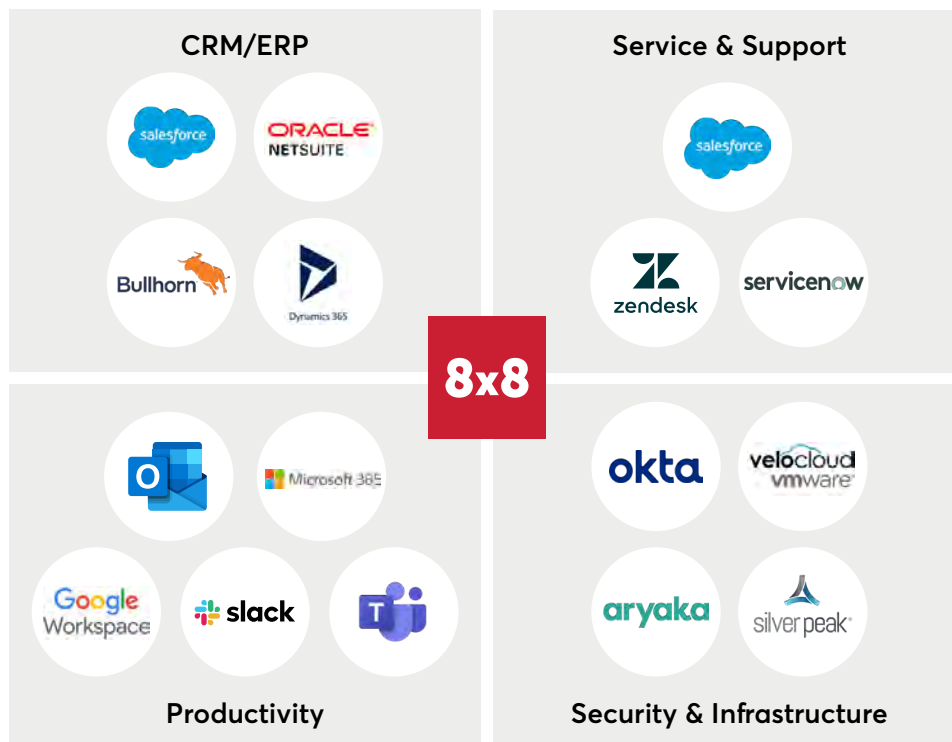 CRM/ERP
salesforce
ORACLE
NETSUITE
Bullhorn
Dynamics 365
Service & Support
salesforce
zendesk
servicenow
8x8
O
Microsoft 365
Google
Workspace
slack
T
Productivity
okta
velocloud
vmware
aryaka
silver peak
Security & Infrastructure